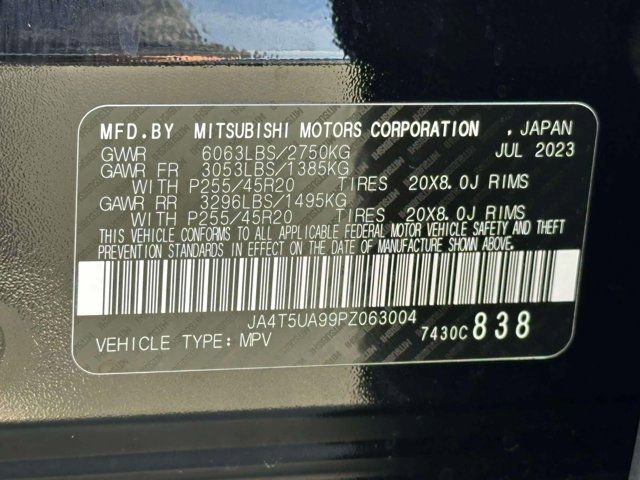 MFD.BY MITSUBISHI MOTORS CORPORATION , JAPAN
GVWR 6063LBS/2750KG JUL 2023
GAWR FR 3053LBS/1385KG
WITH P255/45R20 TIRES 20X8.0J RIMS
GAWR RR 3296LBS/1495KG
WITH P255/45R20 TIRES 20X8.0J RIMS
THIS VEHICLE CONFORMS TO ALL APPLICABLE FEDERAL MOTOR VEHICLE SAFETY AND THEFT
PREVENTION STANDARDS IN EFFECT ON THE DATE OF MANUFACTURE SHOWN ABOVE.
JA4T5UA99PZ063004
VEHICLE TYPE:MPV 7430C 838